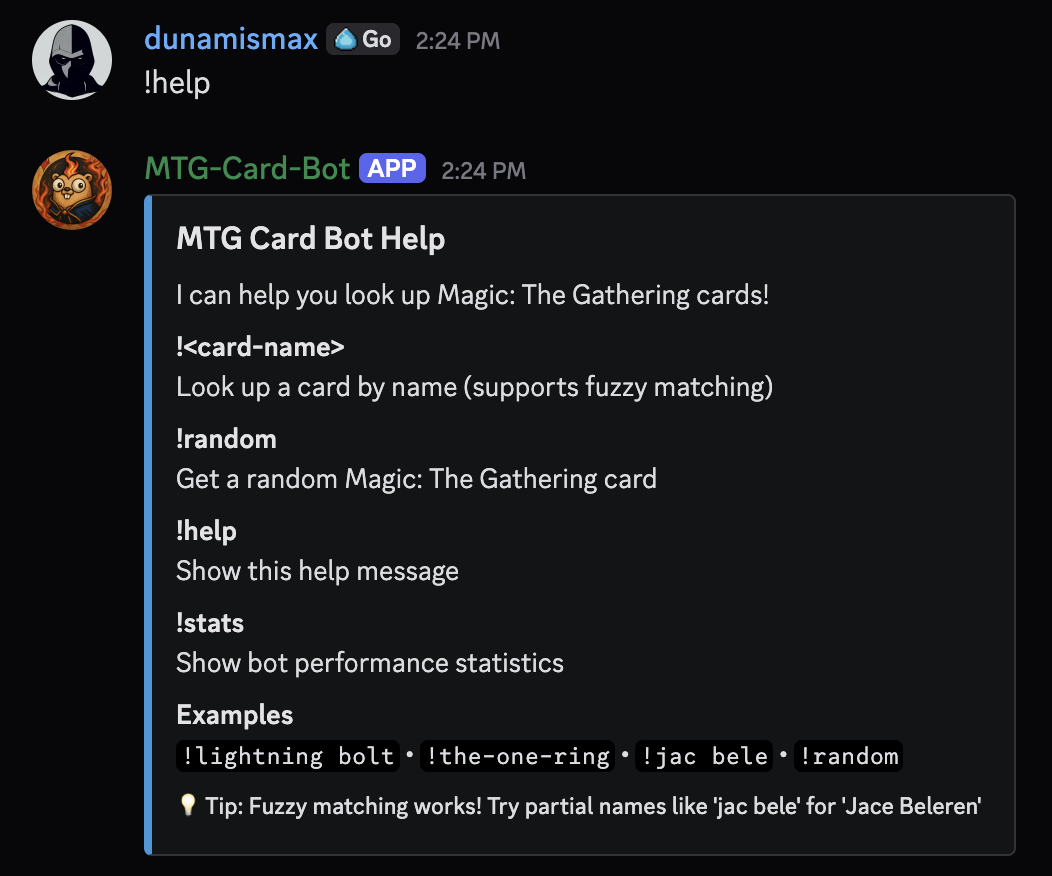 dunamismax Go 2:24 PM
!help
MTG-Card-Bot APP 2:24 PM
MTG Card Bot Help
I can help you look up Magic: The Gathering cards!
!<card-name>
Look up a card by name (supports fuzzy matching)
!random
Get a random Magic: The Gathering card
!help
Show this help message
!stats
Show bot performance statistics
Examples
!lightning bolt • !the-one-ring • !jac bele • !random
💡 Tip: Fuzzy matching works! Try partial names like 'jac bele' for 'Jace Beleren'